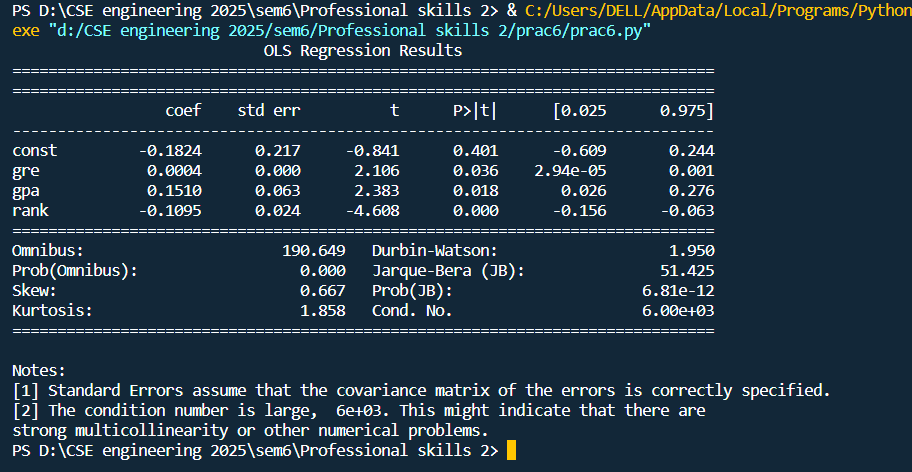 PS D:\CSE engineering 2025\sem6\Professional skills 2> & C:/Users/DELL/AppData/Local/Programs/Python
exe "d:/CSE engineering 2025/sem6/Professional skills 2/prac6/prac6.py"
                            OLS Regression Results
==============================================================================
==============================================================================
                 coef    std err          t      P>|t|      [0.025      0.975]
------------------------------------------------------------------------------
const         -0.1824      0.217     -0.841      0.401      -0.609       0.244
gre            0.0004      0.000      2.106      0.036    2.94e-05       0.001
gpa            0.1510      0.063      2.383      0.018       0.026       0.276
rank          -0.1095      0.024     -4.608      0.000      -0.156      -0.063
==============================================================================
Omnibus:                      190.649   Durbin-Watson:                   1.950
Prob(Omnibus):                  0.000   Jarque-Bera (JB):               51.425
Skew:                           0.667   Prob(JB):                     6.81e-12
Kurtosis:                       1.858   Cond. No.                     6.00e+03
==============================================================================
Notes:
[1] Standard Errors assume that the covariance matrix of the errors is correctly specified.
[2] The condition number is large,  6e+03. This might indicate that there are
strong multicollinearity or other numerical problems.
PS D:\CSE engineering 2025\sem6\Professional skills 2>